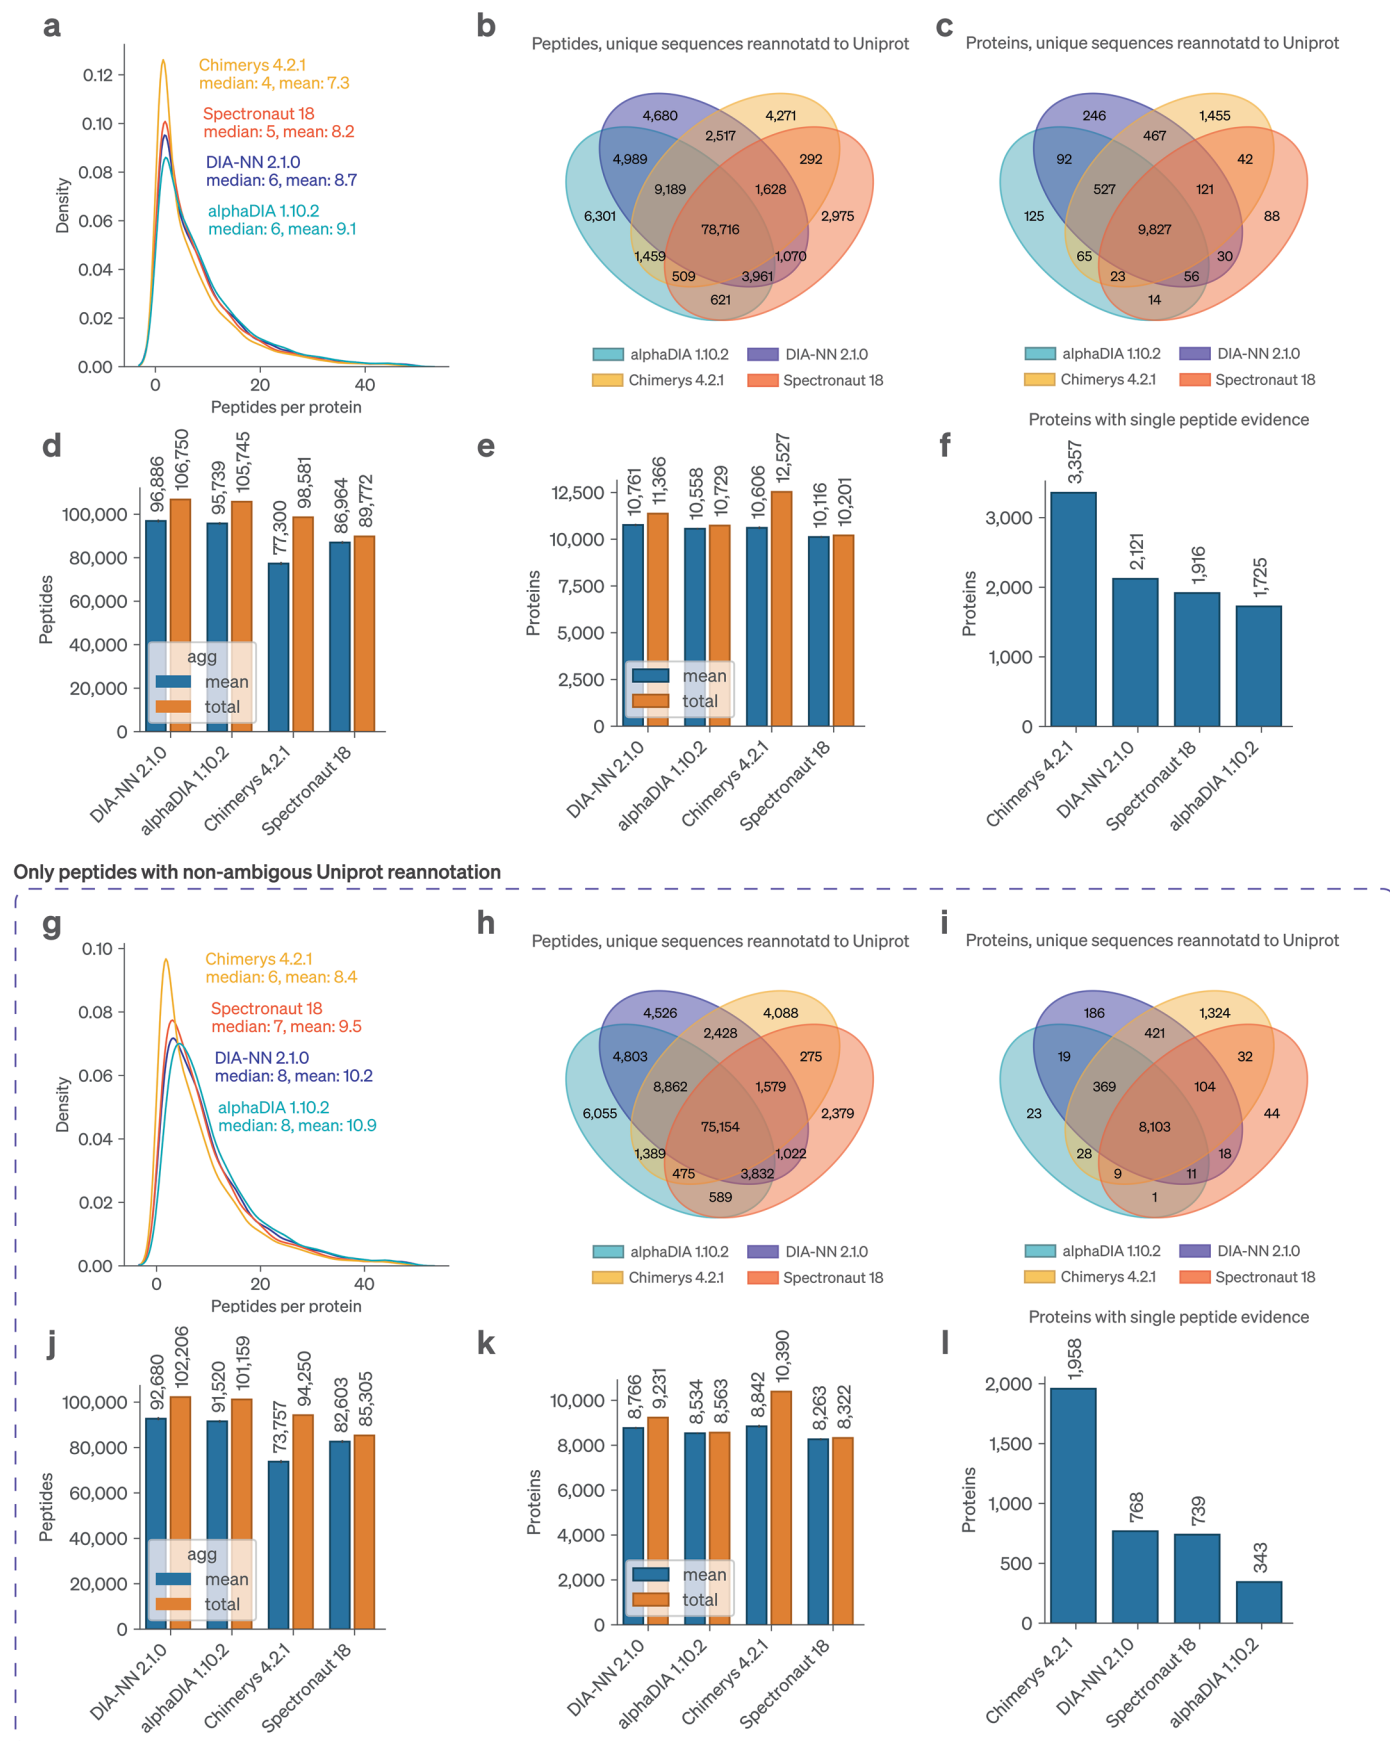 a
0.12
0.10
0.08
0.06
0.04
0.02
0.00
Density
0
20
40
Peptides per protein
Chimerys 4.2.1
median: 4, mean: 7.3
Spectronaut 18
median: 5, mean: 8.2
DIA-NN 2.1.0
median: 6, mean: 8.7
alphaDIA 1.10.2
median: 6, mean: 9.1
b
Peptides, unique sequences reannotatd to Uniprot
4,680
4,271
2,517
4,989
292
9,189
1,628
6,301
2,975
78,716
1,459
1,070
509
3,961
621
alphaDIA 1.10.2
DIA-NN 2.1.0
Chimerys 4.2.1
Spectronaut 18
c
Proteins, unique sequences reannotatd to Uniprot
246
1,455
467
92
42
527
121
125
88
9,827
65
30
23
56
14
alphaDIA 1.10.2
DIA-NN 2.1.0
Chimerys 4.2.1
Spectronaut 18
d
96,886
106,750
95,739
105,745
77,300
98,581
86,964
89,772
100,000
80,000
60,000
40,000
20,000
0
Peptides
agg
mean
total
DIA-NN 2.1.0
alphaDIA 1.10.2
Chimerys 4.2.1
Spectronaut 18
e
10,761
11,366
10,558
10,729
10,606
12,527
10,116
10,201
12,500
10,000
7,500
5,000
2,500
0
Proteins
mean
total
DIA-NN 2.1.0
alphaDIA 1.10.2
Chimerys 4.2.1
Spectronaut 18
f
Proteins with single peptide evidence
3,357
2,121
1,916
1,725
3,000
2,000
1,000
0
Proteins
Chimerys 4.2.1
DIA-NN 2.1.0
Spectronaut 18
alphaDIA 1.10.2
Only peptides with non-ambigous Uniprot reannotation
g
0.10
0.08
0.06
0.04
0.02
0.00
Density
0
20
40
Peptides per protein
Chimerys 4.2.1
median: 6, mean: 8.4
Spectronaut 18
median: 7, mean: 9.5
DIA-NN 2.1.0
median: 8, mean: 10.2
alphaDIA 1.10.2
median: 8, mean: 10.9
h
Peptides, unique sequences reannotatd to Uniprot
4,526
4,088
2,428
4,803
275
8,862
1,579
6,055
2,379
75,154
1,389
1,022
475
3,832
589
alphaDIA 1.10.2
DIA-NN 2.1.0
Chimerys 4.2.1
Spectronaut 18
i
Proteins, unique sequences reannotatd to Uniprot
186
1,324
421
19
32
369
104
23
44
8,103
28
18
9
11
1
alphaDIA 1.10.2
DIA-NN 2.1.0
Chimerys 4.2.1
Spectronaut 18
j
92,680
102,206
91,520
101,159
73,757
94,250
82,603
85,305
100,000
80,000
60,000
40,000
20,000
0
Peptides
agg
mean
total
DIA-NN 2.1.0
alphaDIA 1.10.2
Chimerys 4.2.1
Spectronaut 18
k
8,766
9,231
8,534
8,563
8,842
10,390
8,263
8,322
10,000
8,000
6,000
4,000
2,000
0
Proteins
mean
total
DIA-NN 2.1.0
alphaDIA 1.10.2
Chimerys 4.2.1
Spectronaut 18
l
Proteins with single peptide evidence
1,958
768
739
343
2,000
1,500
1,000
500
0
Proteins
Chimerys 4.2.1
DIA-NN 2.1.0
Spectronaut 18
alphaDIA 1.10.2